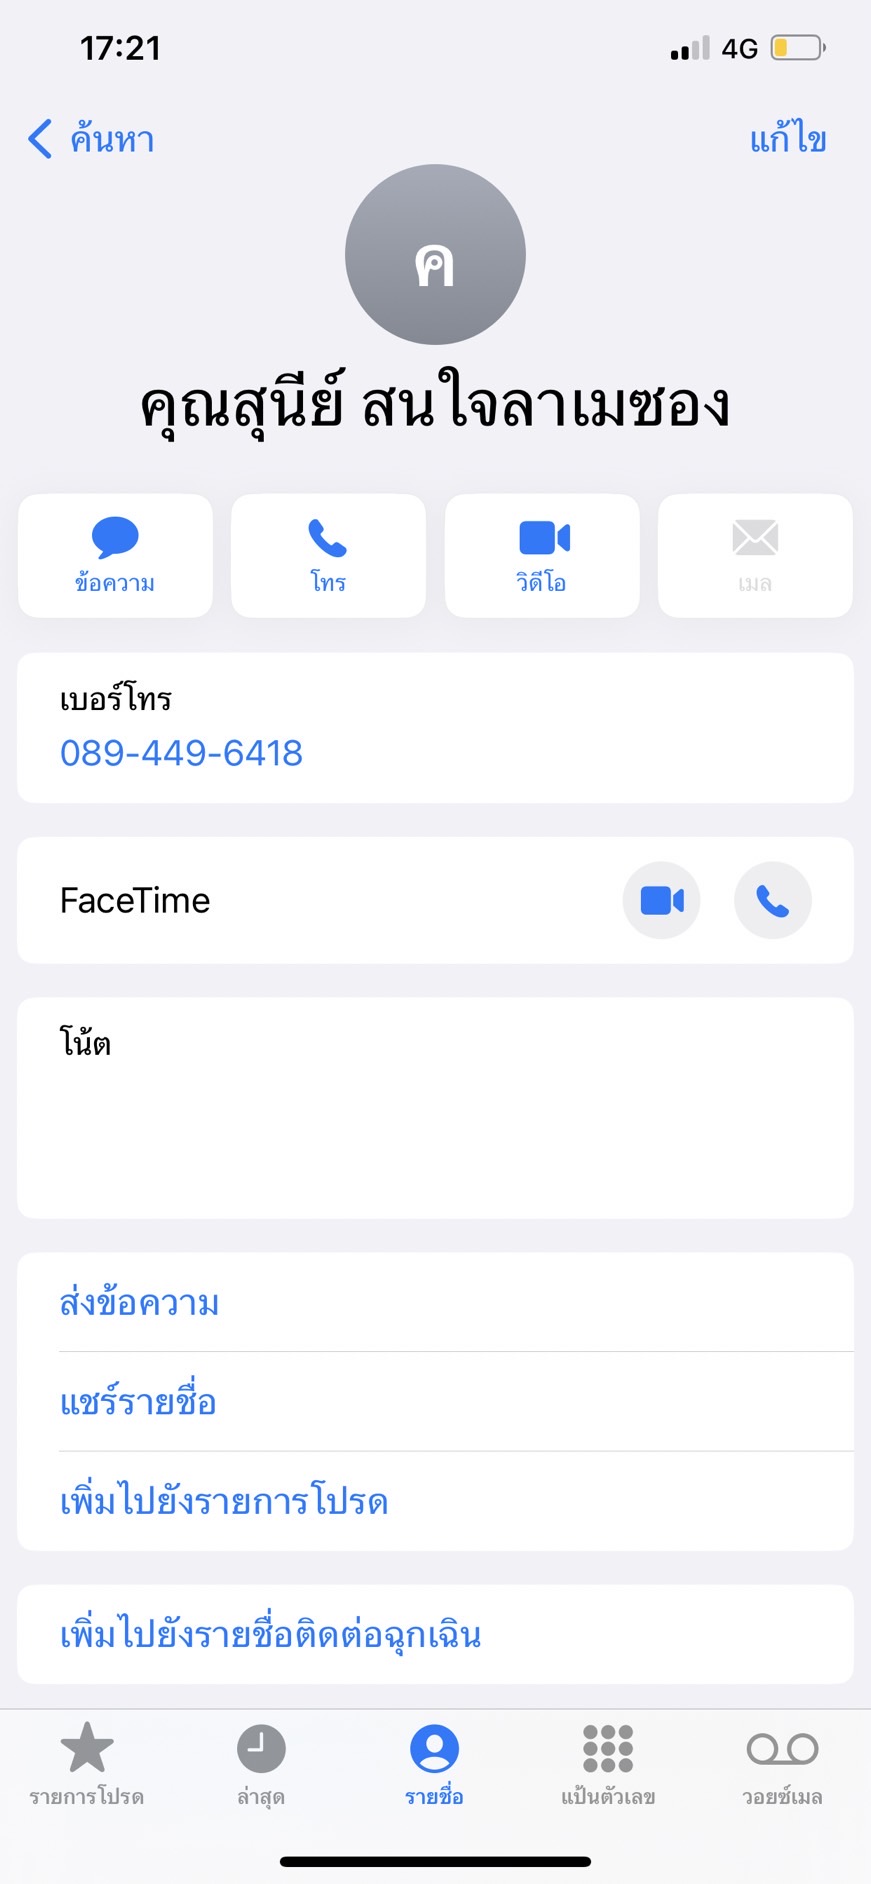 17:21
4G
ค้นหา
แก้ไข
ค
คุณสุนีย์ สนใจลาเมซอง
ข้อความ
โทร
วิดีโอ
เมล
เบอร์โทร
089-449-6418
FaceTime
โน้ต
ส่งข้อความ
แชร์รายชื่อ
เพิ่มไปยังรายการโปรด
เพิ่มไปยังรายชื่อติดต่อฉุกเฉิน
รายการโปรด
ล่าสุด
รายชื่อ
แป้นตัวเลข
วอยซ์เมล